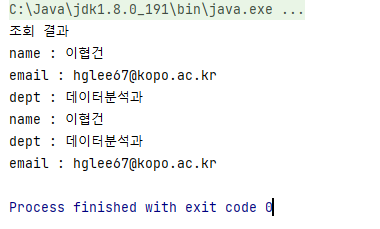 C:\Java\jdk1.8.0_191\bin\java.exe ...
조회 결과
name : 이협건
email : hglee67@kopo.ac.kr
dept : 데이터분석과
name : 이협건
dept : 데이터분석과
email : hglee67@kopo.ac.kr
Process finished with exit code 0